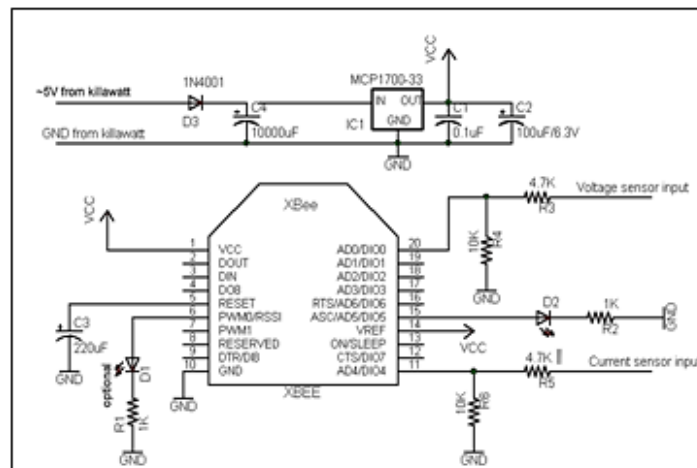 VCC
1N4001
MCP1700-33
~5V from killawatt
D3
C4
10000uF
IN OUT
GND
IC1
C1
0.1uF
C2
100uF/6.3V
GND from killawatt
GND
XBee
VCC
4.7K
Voltage sensor input
R3
10K
R4
GND
1 VCC AD0/DIO0 20
2 DOUT AD1/DIO1 19
3 DIN AD2/DIO2 18
4 DO8 AD3/DIO3 17
5 RESET RTS/AD6/DIO6 16
6 PWM0/RSSI ASC/AD5/DIO5 15
7 PWM1 VREF 14
8 RESERVED ON/SLEEP 13
9 DTR/DI8 CTS/DIO7 12
10 GND AD4/DIO4 11
XBEE
C3
220uF
GND
optional
D1
R1
1K
GND
GND
D2
1K
R2
GND
VCC
4.7K
Current sensor input
R5
10K
R6
GND